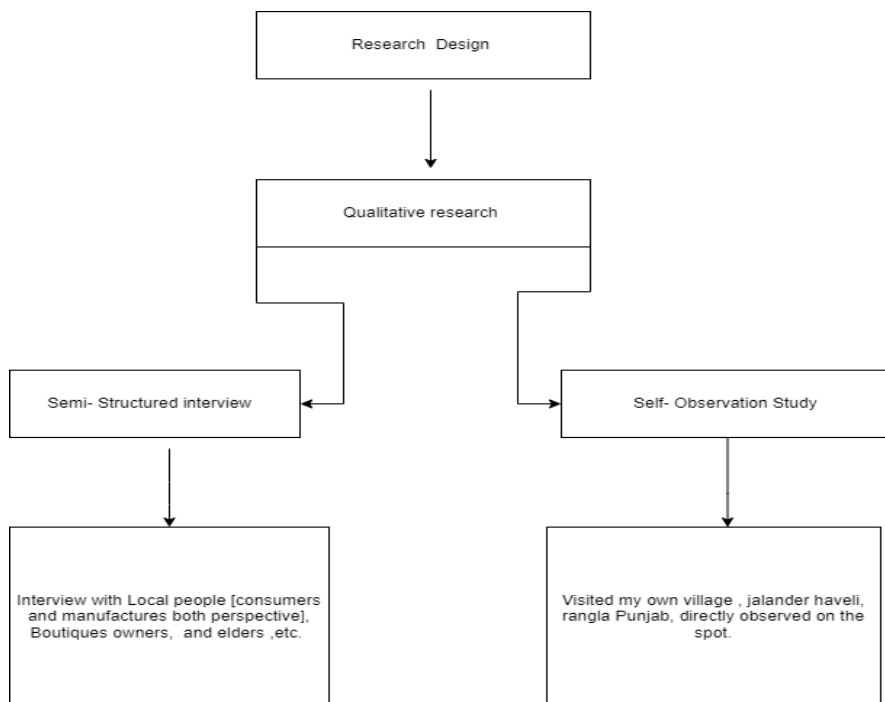 Research Design
Qualitative research
Semi- Structured interview
Self- Observation Study
Interview with Local people [consumers
and manufactures both perspective],
Boutiques owners, and elders ,etc.
Visited my own village , jalander haveli,
rangla Punjab, directly observed on the
spot.